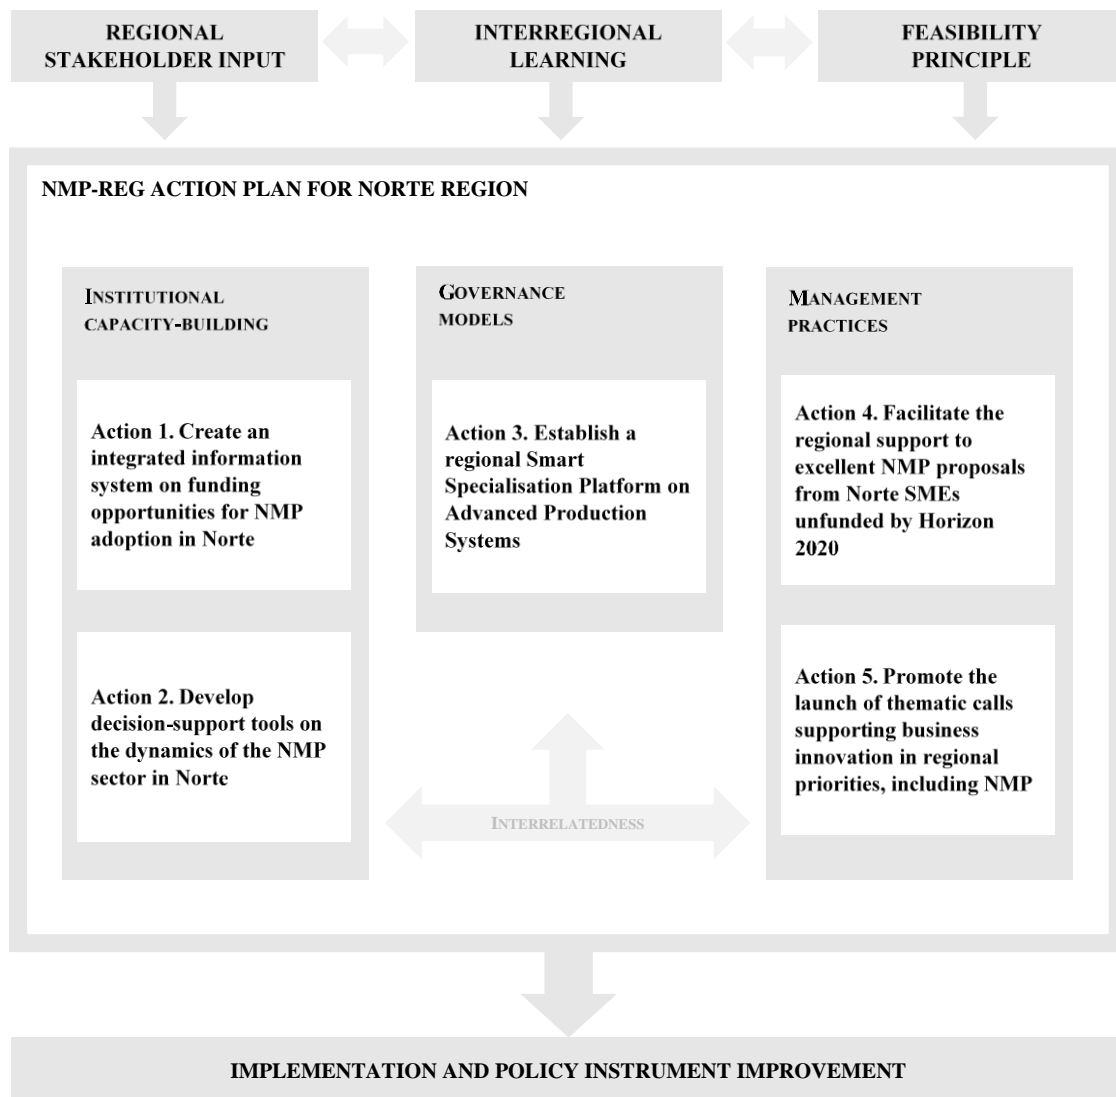 REGIONAL
STAKEHOLDER INPUT
INTERREGIONAL
LEARNING
FEASIBILITY
PRINCIPLE
NMP-REG ACTION PLAN FOR NORTE REGION
INSTITUTIONAL
CAPACITY-BUILDING
Action 1. Create an
integrated information
system on funding
opportunities for NMP
adoption in Norte
Action 2. Develop
decision-support tools on
the dynamics of the NMP
sector in Norte
GOVERNANCE
MODELS
Action 3. Establish a
regional Smart
Specialisation Platform on
Advanced Production
Systems
MANAGEMENT
PRACTICES
Action 4. Facilitate the
regional support to
excellent NMP proposals
from Norte SMEs
unfunded by Horizon
2020
Action 5. Promote the
launch of thematic calls
supporting business
innovation in regional
priorities, including NMP
INTERRELATEDNESS
IMPLEMENTATION AND POLICY INSTRUMENT IMPROVEMENT